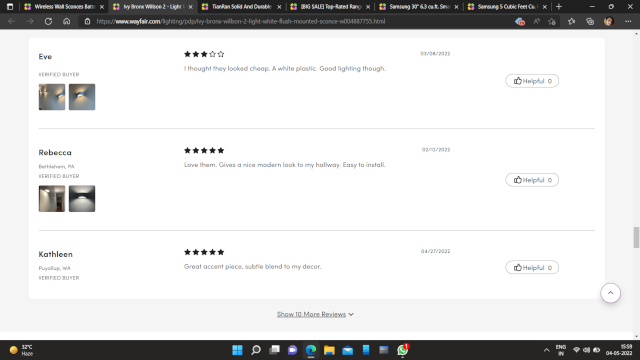 Wireless Wall Sconces Batte
Ivy Bronx Willson 2 - Light
TianRan Solid And Durable
[BIG SALE] Top-Rated Rang
Samsung 30" 6.3 cu.ft. Smar
Samsung 5 Cubic Feet Cu. F
https://www.wayfair.com/lighting/pdp/ivy-bronx-willson-2-light-white-flush-mounted-sconce-w004887755.html
Eve
03/08/2022
VERIFIED BUYER
I thought they looked cheap. A white plastic. Good lighting though.
Helpful 0
Rebecca
02/12/2022
Bethlehem, PA
VERIFIED BUYER
Love them. Gives a nice modern look to my hallway. Easy to install.
Helpful 0
Kathleen
04/27/2022
Puyallup, WA
VERIFIED BUYER
Great accent piece, subtle blend to my decor.
Helpful 0
Show 10 More Reviews
32°C
Haze
ENG
IN
15:59
04-05-2022